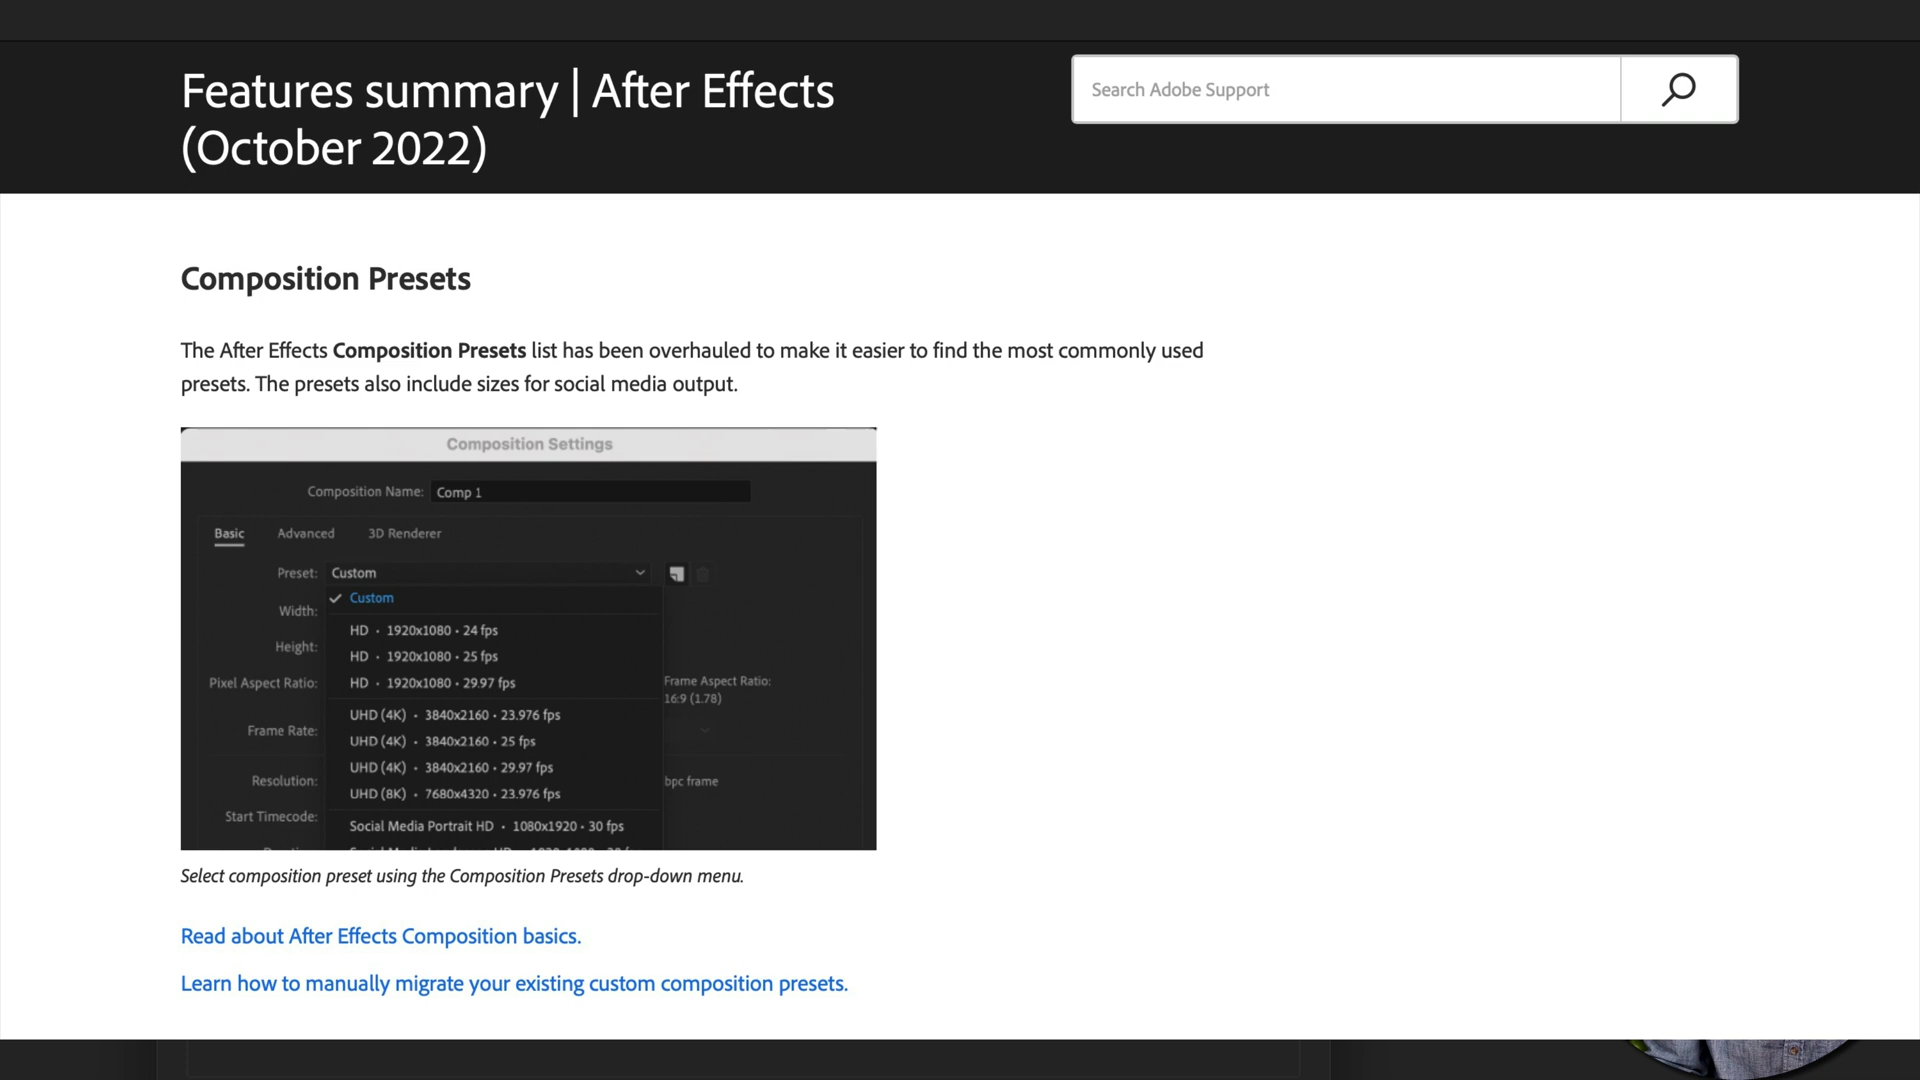 Features summary | After Effects
(October 2022)
Search Adobe Support
Composition Presets
The After Effects Composition Presets list has been overhauled to make it easier to find the most commonly used
presets. The presets also include sizes for social media output.
Composition Settings
Composition Name: Comp 1
Basic Advanced 3D Renderer
Preset: Custom
Custom
Width:
HD • 1920x1080 • 24 fps
Height:
HD • 1920x1080 • 25 fps
Pixel Aspect Ratio:
HD • 1920x1080 • 29.97 fps
Frame Aspect Ratio:
16:9 (1.78)
UHD (4K) • 3840x2160 • 23.976 fps
Frame Rate:
UHD (4K) • 3840x2160 • 25 fps
UHD (4K) • 3840x2160 • 29.97 fps
Resolution:
bpc frame
UHD (8K) • 7680x4320 • 23.976 fps
Start Timecode:
Social Media Portrait HD • 1080x1920 • 30 fps
Select composition preset using the Composition Presets drop-down menu.
Read about After Effects Composition basics.
Learn how to manually migrate your existing custom composition presets.